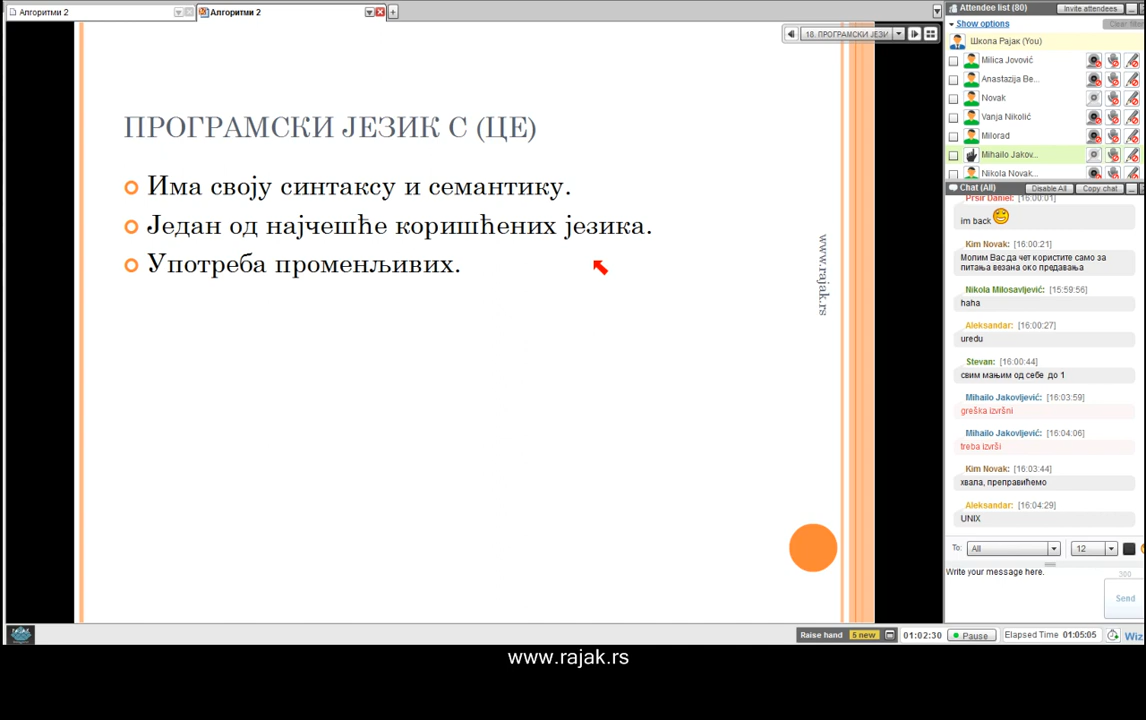 Алгоритми 2
Алгоритми 2
18. ПРОГРАМСКИ ЈЕЗИ
ПРОГРАМСКИ ЈЕЗИК C (ЦЕ)
Има своју синтаксу и семантику.
Један од најчешће коришћених језика.
Употреба променљивих.
www.rajak.rs
Attendee list (80)
Invite attendees
Show options
Clear
Школа Рајак (You)
Milica Jovović
Anastazija Be...
Novak
Vanja Nikolić
Milorad
Mihailo Jakov...
Nikola Novak...
Chat (All)
Disable All
Copy chat
Prsir Daniel: [16:00:01]
im back
Kim Novak: [16:00:21]
Молим Вас да чет користите само за
питања везана око предавања
Nikola Milosavljević: [15:59:56]
haha
Aleksandar: [16:00:27]
uredu
Stevan: [16:00:44]
свим мањим од себе до 1
Mihailo Jakovljević: [16:03:59]
greška izvršni
Mihailo Jakovljević: [16:04:06]
treba izvrši
Kim Novak: [16:03:44]
хвала, преправићемо
Aleksandar: [16:04:29]
UNIX
To: All 12
Write your message here.
300
Send
Raise hand 5 new 01:02:30 Pause Elapsed Time 01:05:05 Wiz
www.rajak.rs